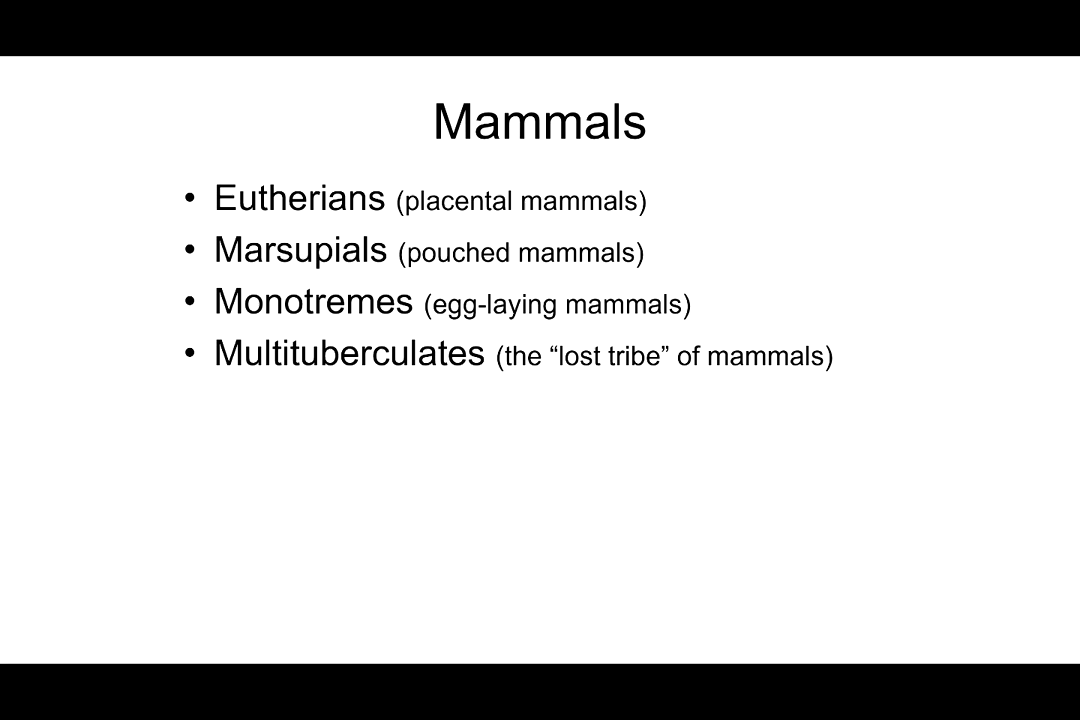 Mammals
• Eutherians (placental mammals)
• Marsupials (pouched mammals)
• Monotremes (egg-laying mammals)
• Multituberculates (the “lost tribe” of mammals)